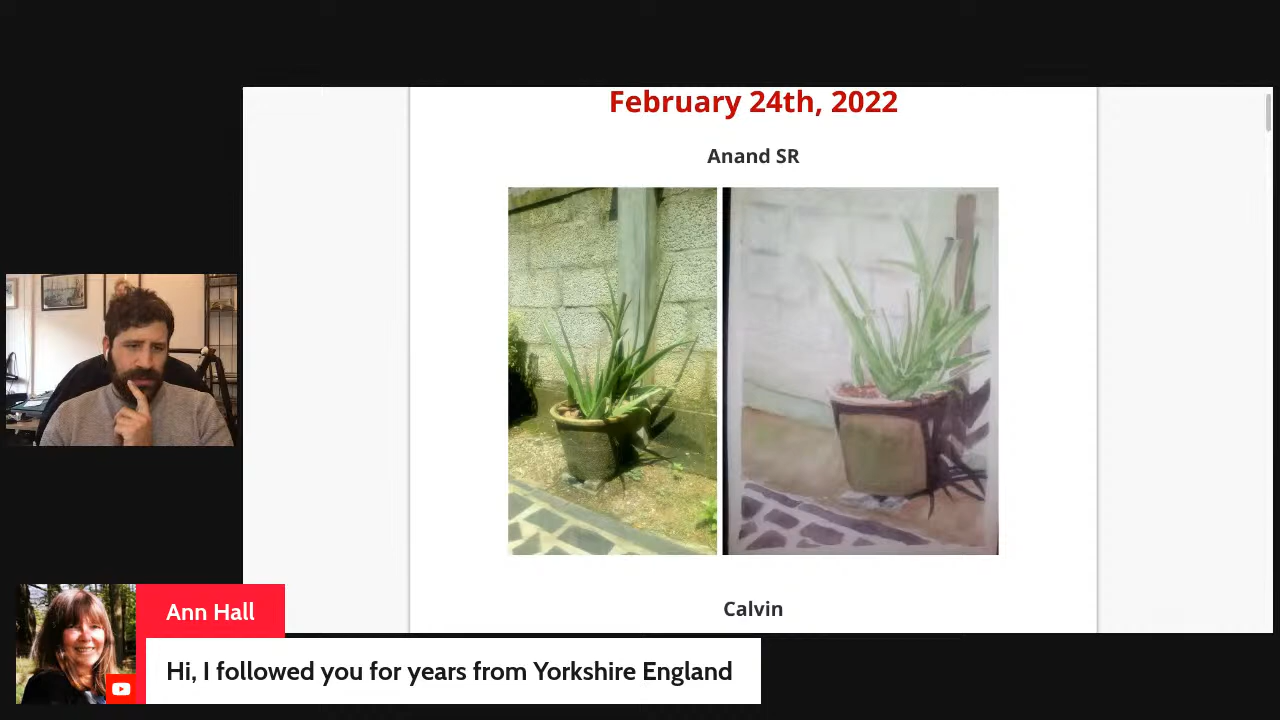 February 24th, 2022
Anand SR
Calvin
Ann Hall
Hi, I followed you for years from Yorkshire England